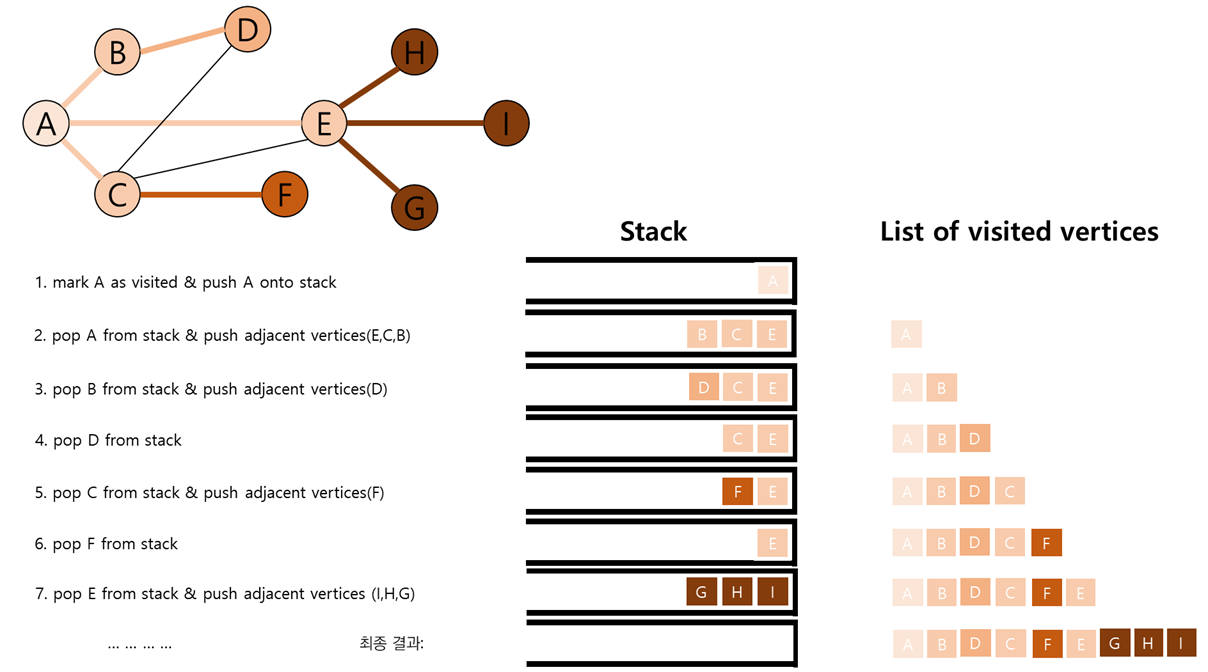 D
B
H
A
E
I
C
F
G
Stack
List of visited vertices
1. mark A as visited & push A onto stack
A
2. pop A from stack & push adjacent vertices(E,C,B)
B C E
A
3. pop B from stack & push adjacent vertices(D)
D C E
A B
4. pop D from stack
C E
A B D
5. pop C from stack & push adjacent vertices(F)
F E
A B D C
6. pop F from stack
E
A B D C F
7. pop E from stack & push adjacent vertices (I,H,G)
G H I
A B D C F E
... ... ... ...
최종 결과:
A B D C F E G H I